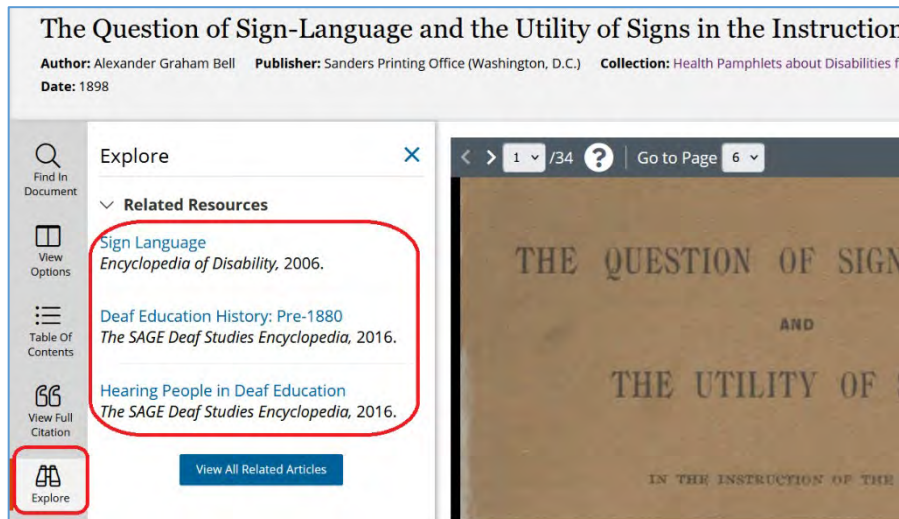 The Question of Sign-Language and the Utility of Signs in the Instruction
Author: Alexander Graham Bell Publisher: Sanders Printing Office (Washington, D.C.) Collection: Health Pamphlets about Disabilities f
Date: 1898
Find In
Document
View
Options
Table Of
Contents
View Full
Citation
Explore
Explore
Related Resources
Sign Language
Encyclopedia of Disability, 2006.
Deaf Education History: Pre-1880
The SAGE Deaf Studies Encyclopedia, 2016.
Hearing People in Deaf Education
The SAGE Deaf Studies Encyclopedia, 2016.
View All Related Articles
1 /34 ? Go to Page 6
THE QUESTION OF SIGN
AND
THE UTILITY OF S
IN THE INSTRUCTION OF THE